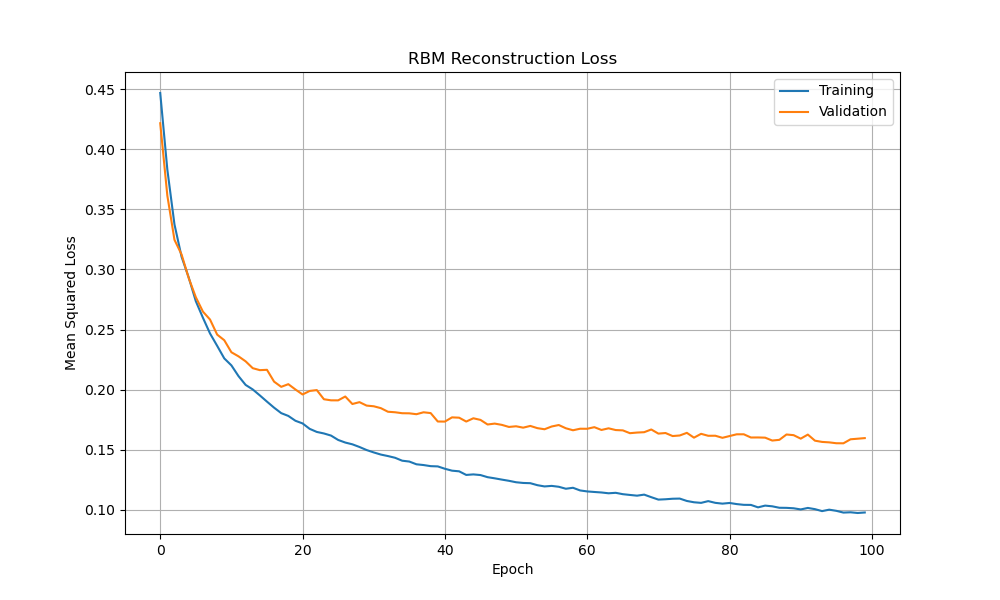 RBM Reconstruction Loss
Training
Validation
Mean Squared Loss
0.45
0.40
0.35
0.30
0.25
0.20
0.15
0.10
0 20 40 60 80 100
Epoch